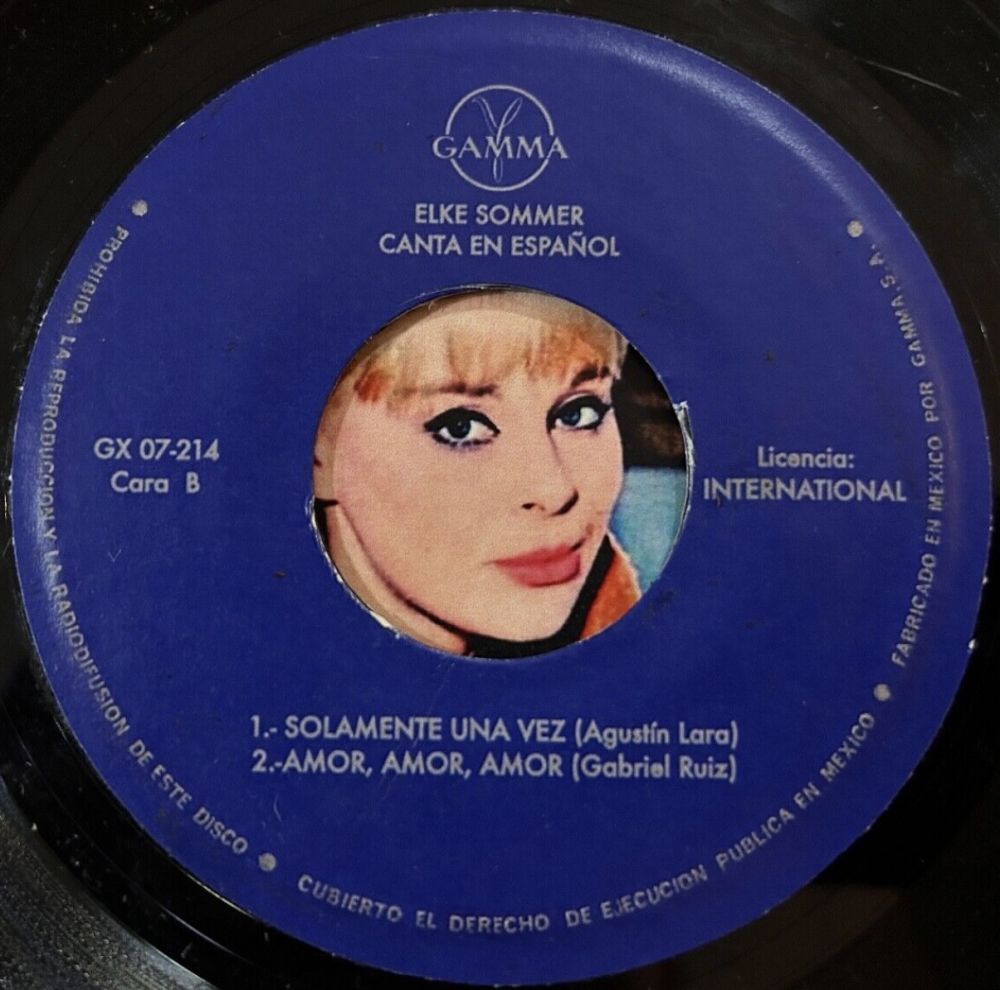 GAMMA
ELKE SOMMER
CANTA EN ESPAÑOL
GX 07-214
Cara B
Licencia:
INTERNATIONAL
1.- SOLAMENTE UNA VEZ (Agustín Lara)
2.-AMOR, AMOR, AMOR (Gabriel Ruiz)
PROHIBIDA LA REPRODUCCION Y LA RADIODIFUSION DE ESTE DISCO
CUBIERTO EL DERECHO DE EJECUCION PUBLICA EN MEXICO
FABRICADO EN MEXICO POR GAMMA, S.A.